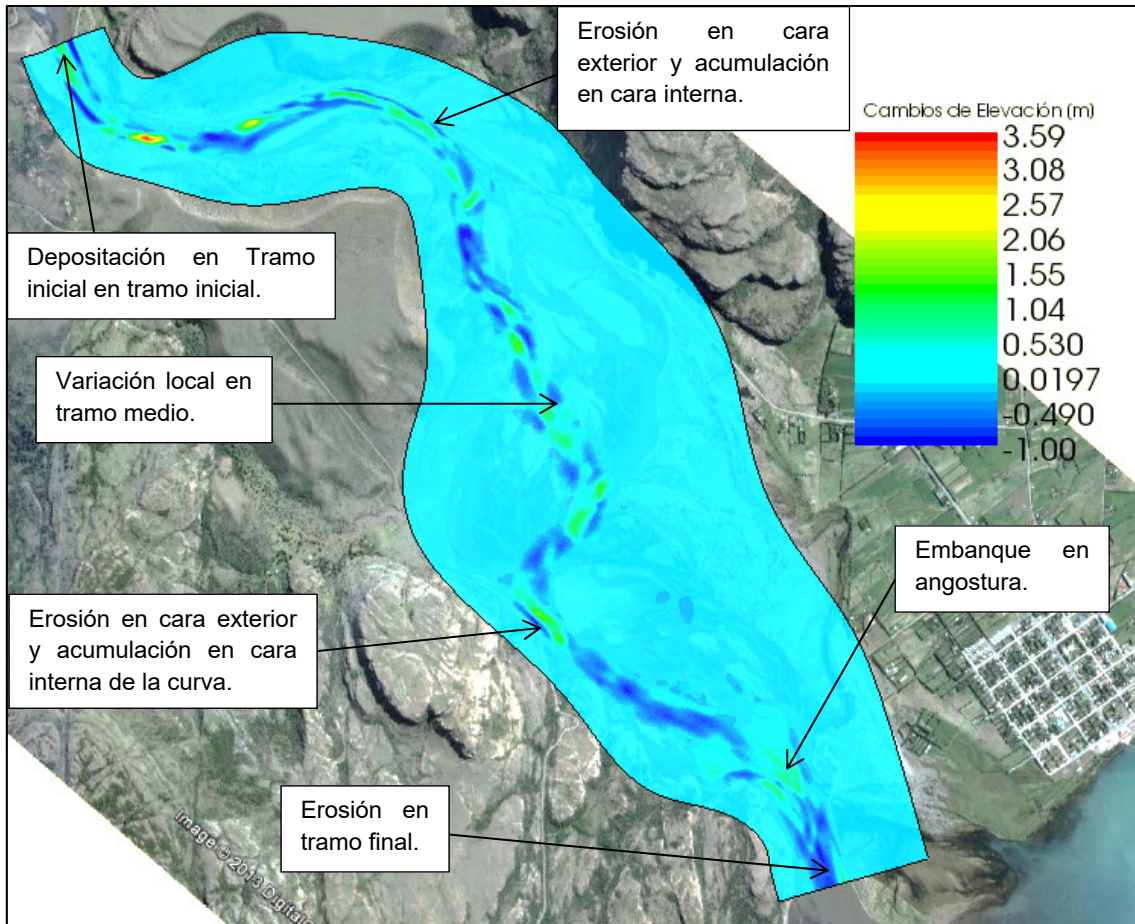 Erosión en cara
exterior y acumulación
en cara interna.
Cambios de Elevación (m)
3.59
3.08
2.57
2.06
1.55
1.04
0.530
0.0197
-0.490
-1.00
Depositación en Tramo
inicial en tramo inicial.
Variación local en
tramo medio.
Embanque en
angostura.
Erosión en cara exterior
y acumulación en cara
interna de la curva.
Erosión en
tramo final.
Image © 2013 Digital